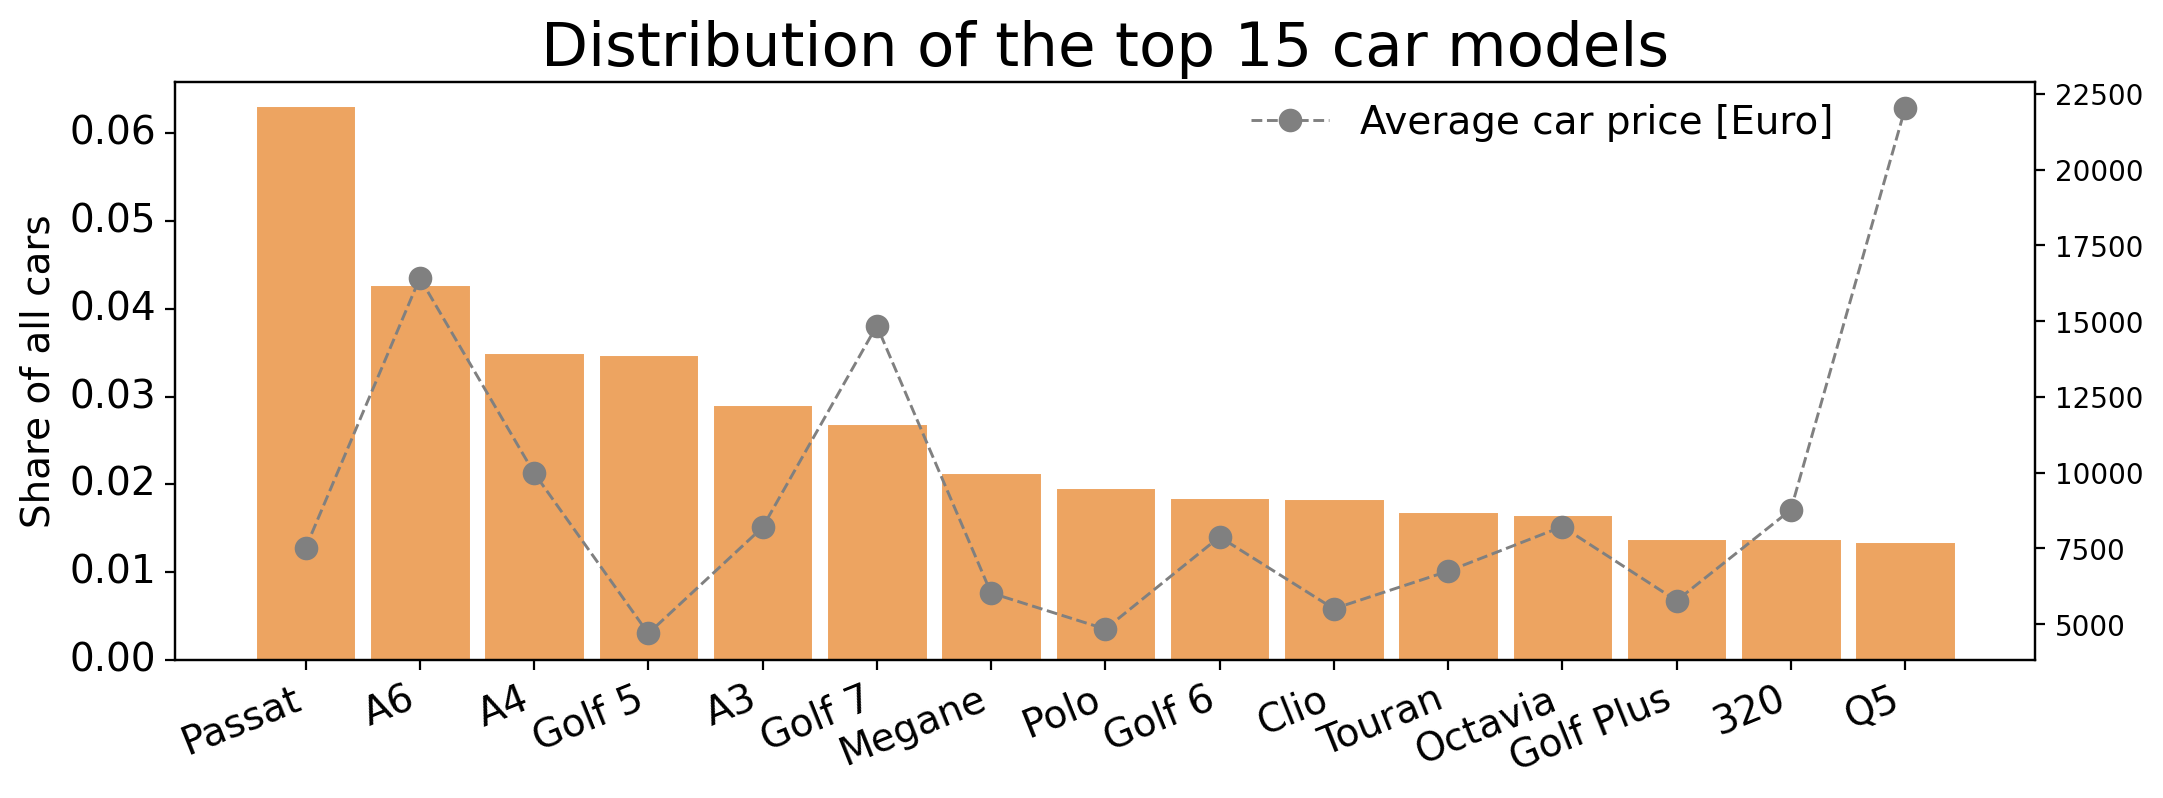 Distribution of the top 15 car models
Average car price [Euro]
Share of all cars
0.06
0.05
0.04
0.03
0.02
0.01
0.00
22500
20000
17500
15000
12500
10000
7500
5000
Passat
A6
A4
Golf 5
A3
Golf 7
Megane
Polo
Golf 6
Clio
Touran
Octavia
Golf Plus
320
Q5